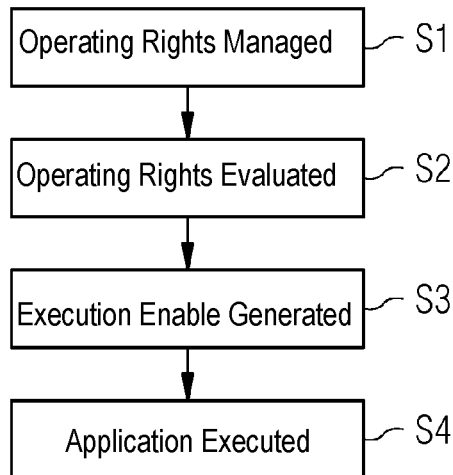 Operating Rights Managed S1
Operating Rights Evaluated S2
Execution Enable Generated S3
Application Executed S4